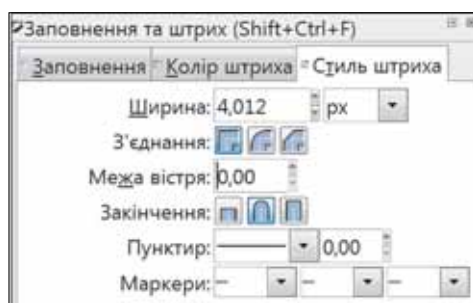 Заповнення та штрих (Shift+Ctrl+F)
Заповнення Колір штриха Стиль штриха
Ширина: 4,012 px
З'єднання:
Межа вістря: 0,00
Закінчення:
Пунктир: 0,00
Маркери: